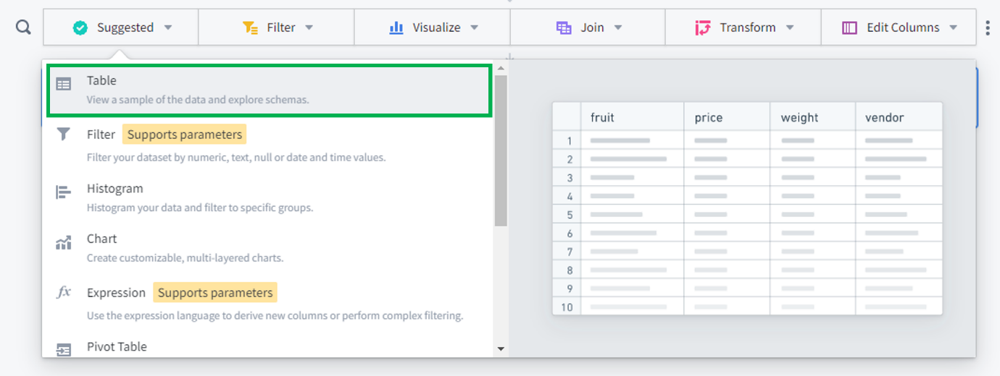 Suggested Filter Visualize Join Transform Edit Columns
Table
View a sample of the data and explore schemas.
Filter Supports parameters
Filter your dataset by numeric, text, null or date and time values.
Histogram
Histogram your data and filter to specific groups.
Chart
Create customizable, multi-layered charts.
fx Expression Supports parameters
Use the expression language to derive new columns or perform complex filtering.
Pivot Table
fruit price weight vendor
1
2
3
4
5
6
7
8
9
10